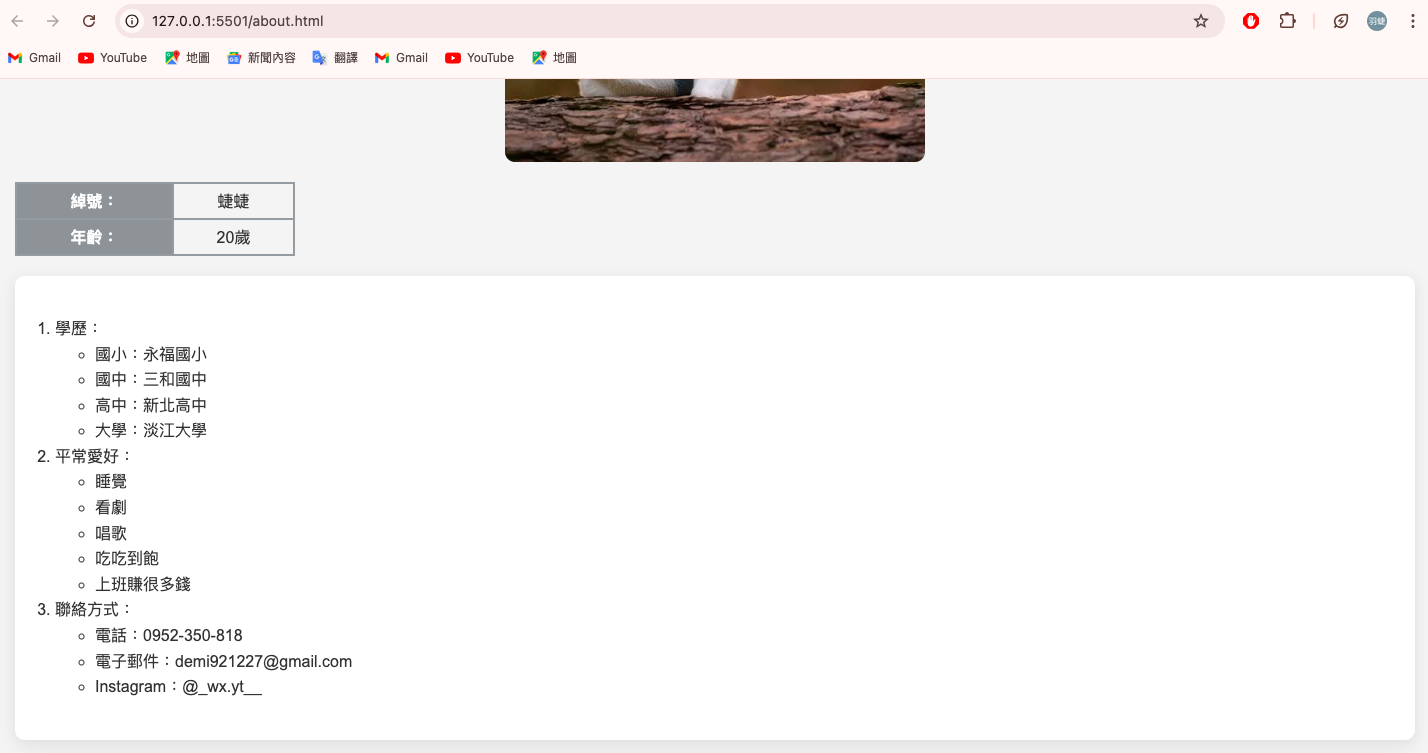 127.0.0.1:5501/about.html
羽蜨
Gmail YouTube 地圖 新聞內容 翻譯 Gmail YouTube 地圖
綽號： 蜨蜨
年齡： 20歲
1. 學歷：
國小：永福國小
國中：三和國中
高中：新北高中
大學：淡江大學
2. 平常愛好：
睡覺
看劇
唱歌
吃吃到飽
上班賺很多錢
3. 聯絡方式：
電話：0952-350-818
電子郵件：demi921227@gmail.com
Instagram：@_wx.yt__